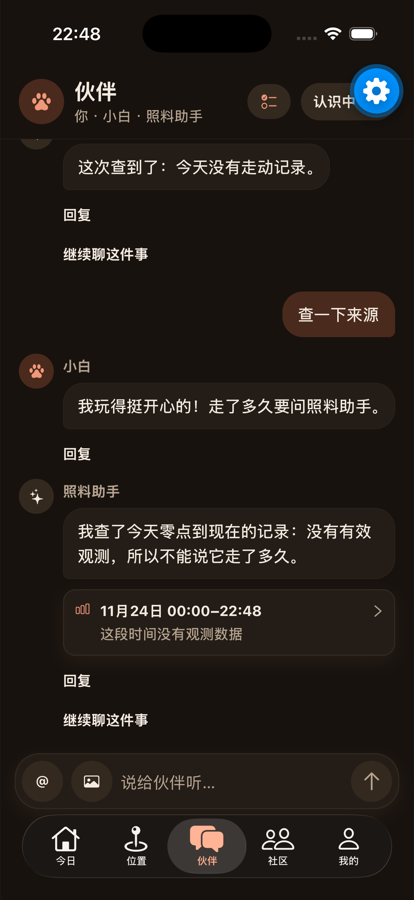 22:48
伙伴
你 · 小白 · 照料助手
认识中
这次查到了：今天没有走动记录。
回复
继续聊这件事
查一下来源
小白
我玩得挺开心的！走了多久要问照料助手。
回复
照料助手
我查了今天零点到现在的记录：没有有效
观测，所以不能说它走了多久。
11月24日 00:00–22:48
这段时间没有观测数据
回复
继续聊这件事
@
说给伙伴听...
今日
位置
伙伴
社区
我的